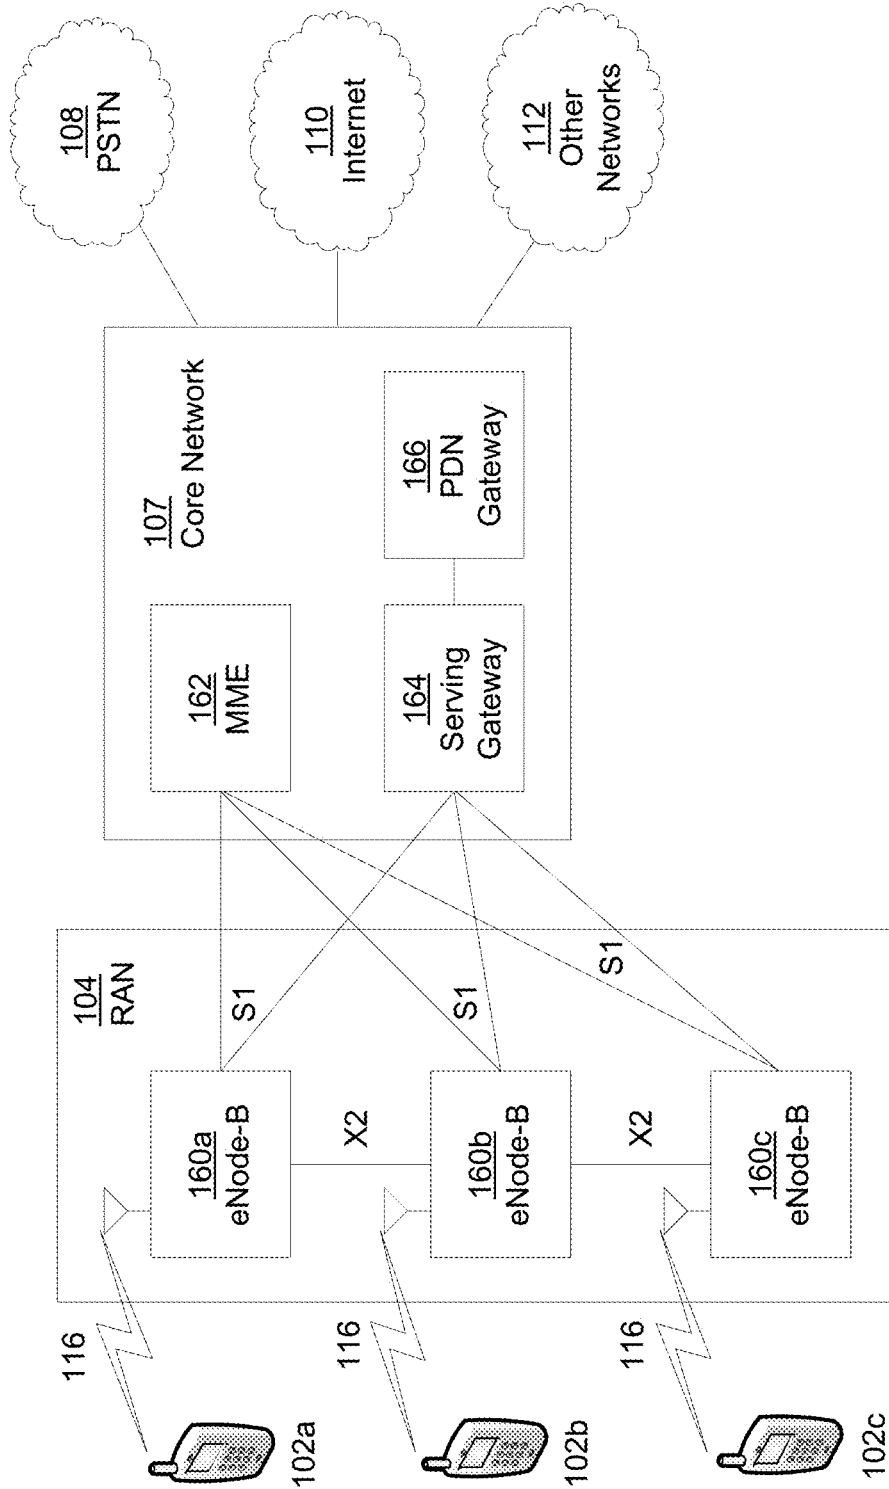 102a
102b
102c
116
116
116
104
RAN
160a
eNode-B
160b
eNode-B
160c
eNode-B
X2
X2
S1
S1
S1
107
Core Network
162
MME
164
Serving
Gateway
166
PDN
Gateway
108
PSTN
110
Internet
112
Other
Networks